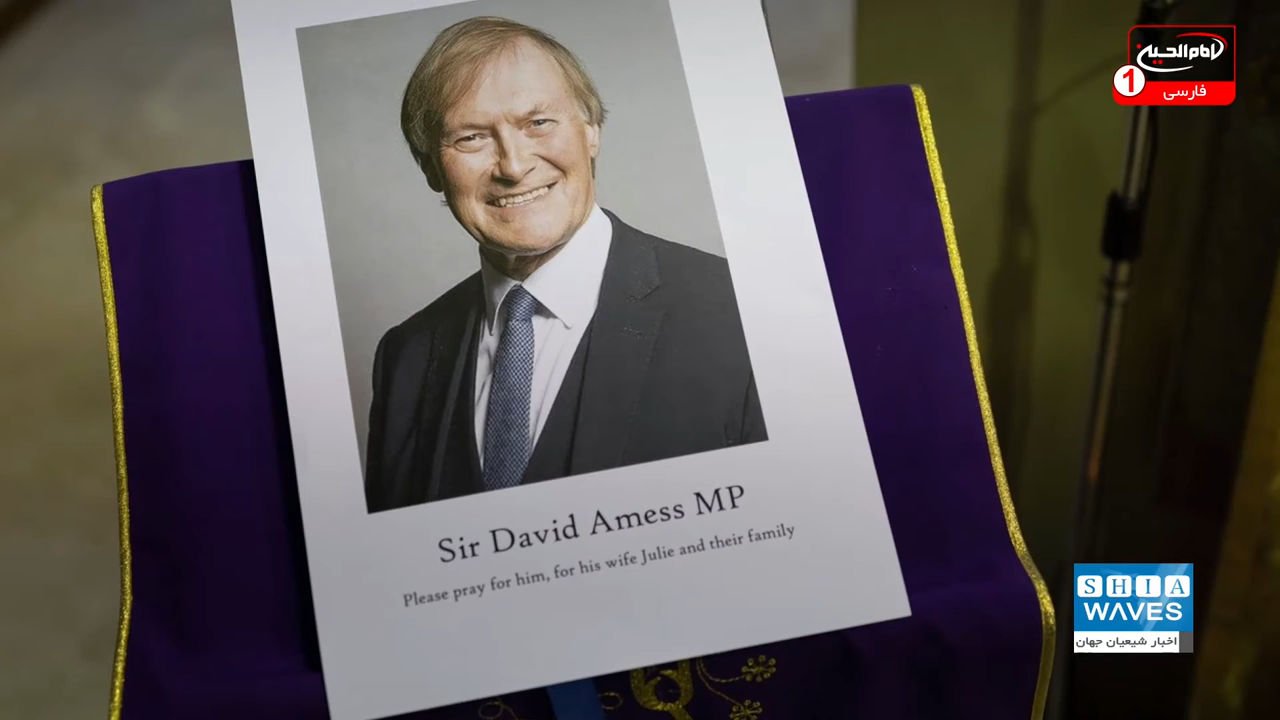 امام الحسین
1
فارسی
Sir David Amess MP
Please pray for him, for his wife Julie and their family
SHIA
WAVES
اخبار شیعیان جهان